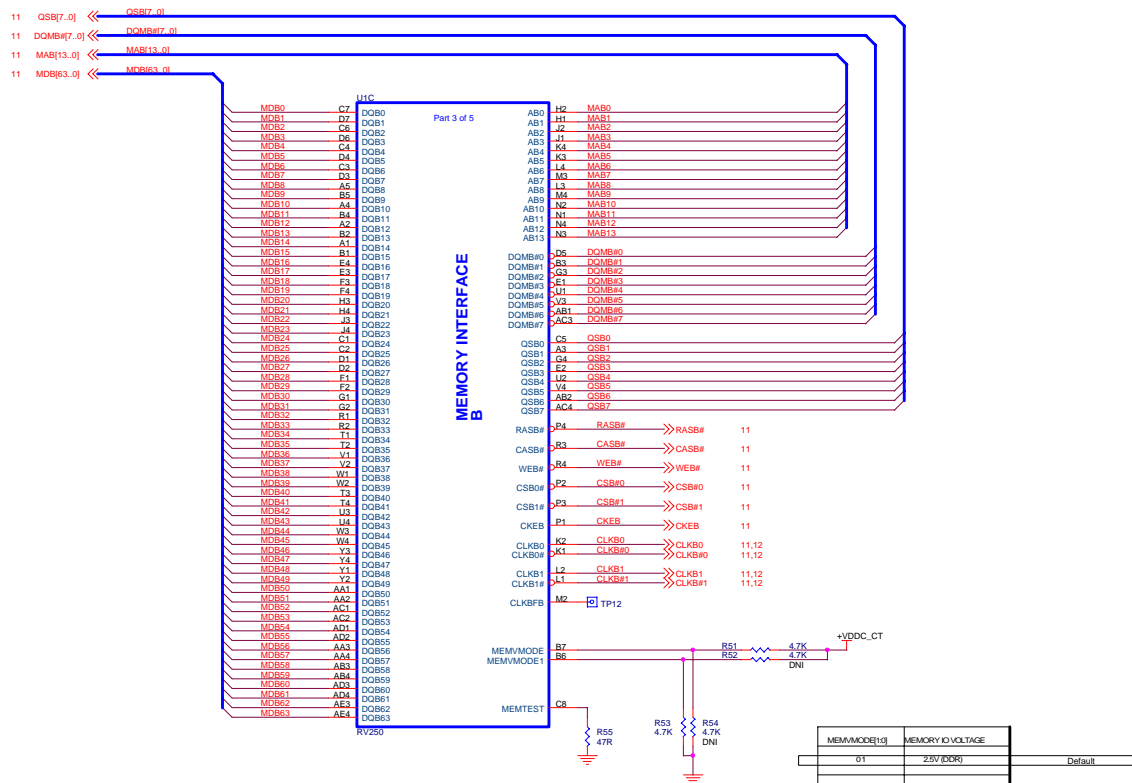 11 QSB[7..0] QSB[7..0]
11 DQMB#[7..0] DQMB#[7..0]
11 MAB[13..0] MAB[13..0]
11 MDB[63..0] MDB[63..0]
U1C
Part 3 of 5
MEMORY INTERFACE
B
MDB0 C7 DQB0
MDB1 D7 DQB1
MDB2 C6 DQB2
MDB3 D6 DQB3
MDB4 C4 DQB4
MDB5 D4 DQB5
MDB6 C3 DQB6
MDB7 D3 DQB7
MDB8 A5 DQB8
MDB9 B5 DQB9
MDB10 A4 DQB10
MDB11 B4 DQB11
MDB12 A2 DQB12
MDB13 B2 DQB13
MDB14 A1 DQB14
MDB15 B1 DQB15
MDB16 E4 DQB16
MDB17 E3 DQB17
MDB18 F3 DQB18
MDB19 F4 DQB19
MDB20 H3 DQB20
MDB21 H4 DQB21
MDB22 J3 DQB22
MDB23 J4 DQB23
MDB24 C1 DQB24
MDB25 C2 DQB25
MDB26 D1 DQB26
MDB27 D2 DQB27
MDB28 F1 DQB28
MDB29 F2 DQB29
MDB30 G1 DQB30
MDB31 G2 DQB31
MDB32 R1 DQB32
MDB33 R2 DQB33
MDB34 T1 DQB34
MDB35 T2 DQB35
MDB36 V1 DQB36
MDB37 V2 DQB37
MDB38 W1 DQB38
MDB39 W2 DQB39
MDB40 T3 DQB40
MDB41 T4 DQB41
MDB42 U3 DQB42
MDB43 U4 DQB43
MDB44 W3 DQB44
MDB45 W4 DQB45
MDB46 Y3 DQB46
MDB47 Y4 DQB47
MDB48 Y1 DQB48
MDB49 Y2 DQB49
MDB50 AA1 DQB50
MDB51 AA2 DQB51
MDB52 AC1 DQB52
MDB53 AC2 DQB53
MDB54 AD1 DQB54
MDB55 AD2 DQB55
MDB56 AA3 DQB56
MDB57 AA4 DQB57
MDB58 AB3 DQB58
MDB59 AB4 DQB59
MDB60 AD3 DQB60
MDB61 AD4 DQB61
MDB62 AE3 DQB62
MDB63 AE4 DQB63
RV250
AB0 H2 MAB0
AB1 H1 MAB1
AB2 J2 MAB2
AB3 J1 MAB3
AB4 K4 MAB4
AB5 K3 MAB5
AB6 L4 MAB6
AB7 M3 MAB7
AB8 L3 MAB8
AB9 M4 MAB9
AB10 N2 MAB10
AB11 N1 MAB11
AB12 N4 MAB12
AB13 N3 MAB13
DQMB#0 D5 DQMB#0
DQMB#1 B3 DQMB#1
DQMB#2 G3 DQMB#2
DQMB#3 E1 DQMB#3
DQMB#4 U1 DQMB#4
DQMB#5 V3 DQMB#5
DQMB#6 AB1 DQMB#6
DQMB#7 AC3 DQMB#7
QSB0 C5 QSB0
QSB1 A3 QSB1
QSB2 G4 QSB2
QSB3 E2 QSB3
QSB4 U2 QSB4
QSB5 V4 QSB5
QSB6 AB2 QSB6
QSB7 AC4 QSB7
RASB# P4 RASB# RASB# 11
CASB# R3 CASB# CASB# 11
WEB# R4 WEB# WEB# 11
CSB0# P2 CSB#0 CSB#0 11
CSB1# P3 CSB#1 CSB#1 11
CKEB P1 CKEB CKEB 11
CLKB0 K2 CLKB0 CLKB0 11,12
CLKB0# K1 CLKB#0 CLKB#0 11,12
CLKB1 L2 CLKB1 CLKB1 11,12
CLKB1# L1 CLKB#1 CLKB#1 11,12
CLKBFB M2 TP12
+VDDC_CT
MEMVMODE B7 R51 4.7K
MEMVMODE1 B6 R52 4.7K
DNI
MEMTEST C8
R55
47R
R53
4.7K
R54
4.7K
DNI
MEMVMODE[1:0] MEMORY IO VOLTAGE
01 2.5V (DDR) Default